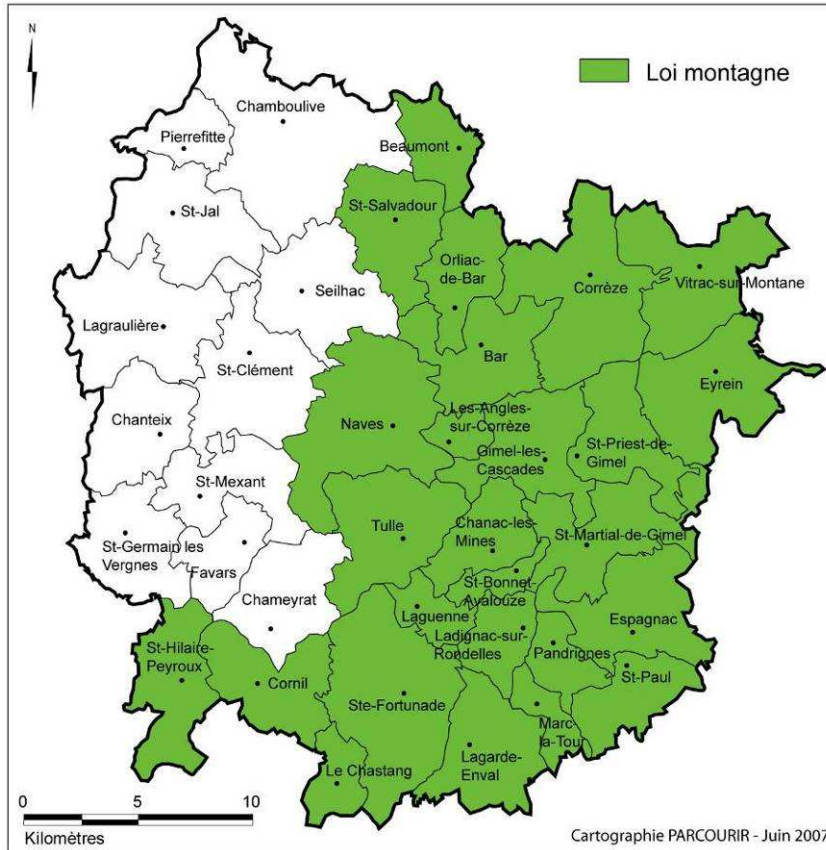 N
Loi montagne
Chamboulive
Pierrefitte
Beaumont
St-Jal
St-Salvadour
Orliac-
de-Bar
Corrèze
Vitrac-sur-Montane
Seilhac
Lagraulière
St-Clément
Bar
Eyrein
Les-Angles-
sur-Corrèze
Chanteix
Naves
Gimel-les-
Cascades
St-Priest-de-
Gimel
St-Mexant
Tulle
Chanac-les-
Mines
St-Martial-de-Gimel
St-Germain les
Vergnes
Favars
St-Bonnet-
Avalouze
Chameyrat
Laguenne
Ladignac-sur-
Rondelles
Espagnac
Pandrignes
St-Hilaire-
Peyroux
St-Paul
Cornil
Ste-Fortunade
Marc-
la-Tour
Lagarde-
Enval
Le Chastang
0 5 10
Kilomètres
Cartographie PARCOURIR - Juin 2007